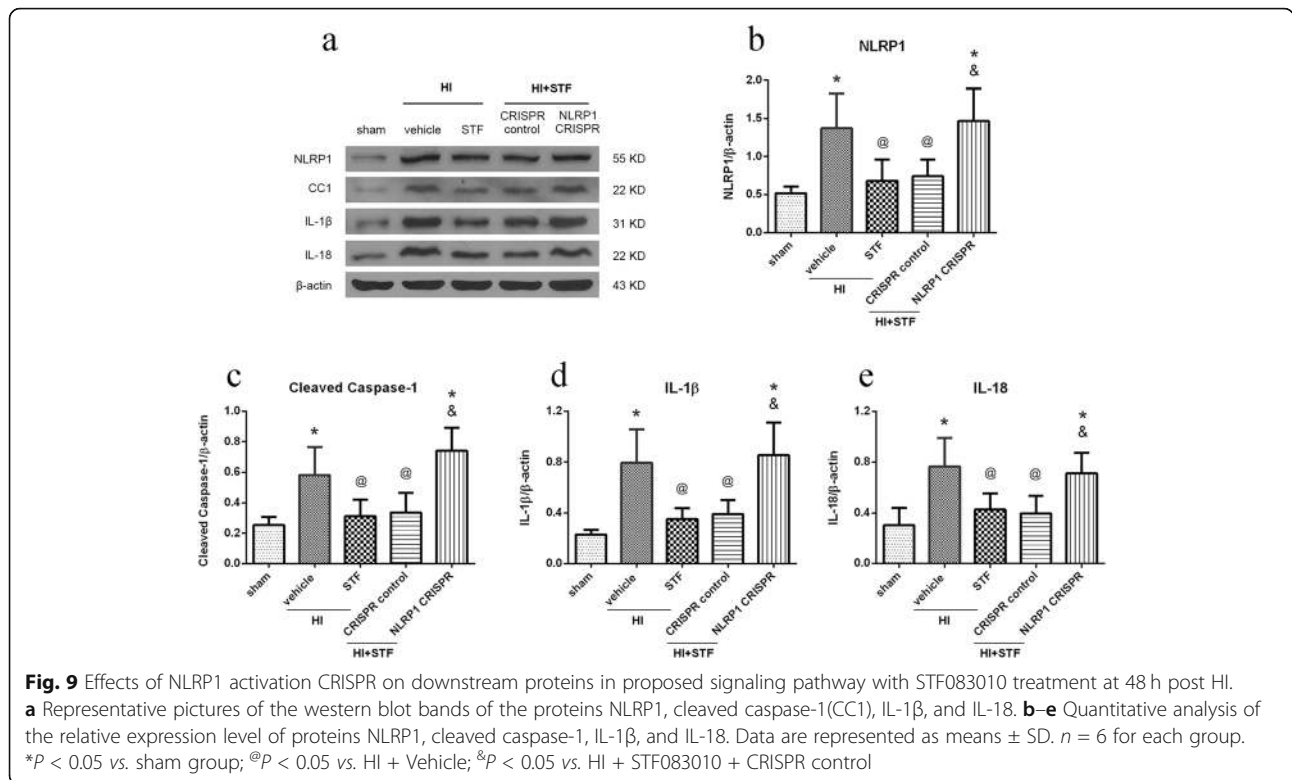 a
HI HI+STF
sham vehicle STF CRISPR control NLRP1 CRISPR
NLRP1 55 KD
CC1 22 KD
IL-1β 31 KD
IL-18 22 KD
β-actin 43 KD
b
NLRP1
NLRP1/β-actin
2.0
1.5
1.0
0.5
0.0
*
@
@
*
&
sham vehicle STF CRISPR control NLRP1 CRISPR
HI
HI+STF
c
Cleaved Caspase-1
Cleaved Caspase-1/β-actin
1.0
0.8
0.6
0.4
0.2
0.0
*
@
@
*
&
sham vehicle STF CRISPR control NLRP1 CRISPR
HI
HI+STF
d
IL-1β
IL-1β/β-actin
1.2
0.8
0.4
0.0
*
@
@
*
&
sham vehicle STF CRISPR control NLRP1 CRISPR
HI
HI+STF
e
IL-18
IL-18/β-actin
1.2
0.8
0.4
0.0
*
@
@
*
&
sham vehicle STF CRISPR control NLRP1 CRISPR
HI
HI+STF
Fig. 9 Effects of NLRP1 activation CRISPR on downstream proteins in proposed signaling pathway with STF083010 treatment at 48 h post HI.
a Representative pictures of the western blot bands of the proteins NLRP1, cleaved caspase-1(CC1), IL-1β, and IL-18. b–e Quantitative analysis of
the relative expression level of proteins NLRP1, cleaved caspase-1, IL-1β, and IL-18. Data are represented as means ± SD. n = 6 for each group.
*P < 0.05 vs. sham group; @P < 0.05 vs. HI + Vehicle; &P < 0.05 vs. HI + STF083010 + CRISPR control